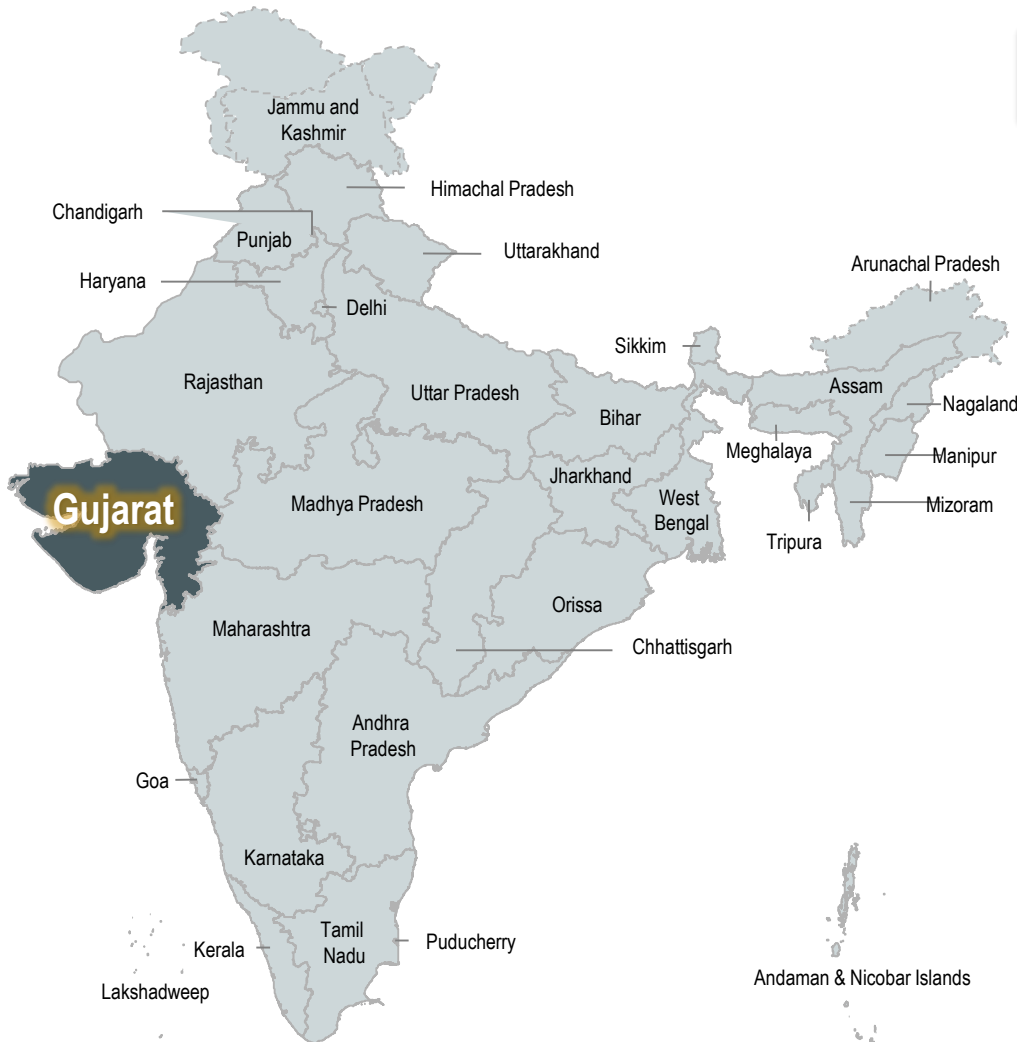 Jammu and
Kashmir
Himachal Pradesh
Chandigarh
Punjab
Uttarakhand
Arunachal Pradesh
Haryana
Delhi
Sikkim
Rajasthan
Uttar Pradesh
Assam
Nagaland
Bihar
Meghalaya
Manipur
Jharkhand
Gujarat
Madhya Pradesh
West
Bengal
Mizoram
Tripura
Orissa
Maharashtra
Chhattisgarh
Andhra
Pradesh
Goa
Karnataka
Tamil
Nadu
Puducherry
Kerala
Lakshadweep
Andaman & Nicobar Islands